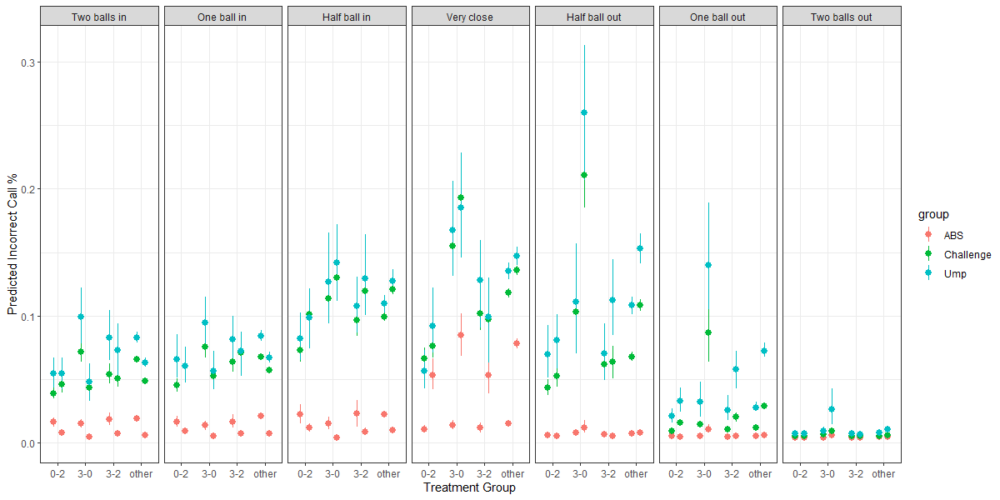 Two balls in
One ball in
Half ball in
Very close
Half ball out
One ball out
Two balls out
Predicted Incorrect Call %
0.3
0.2
0.1
0.0
group
ABS
Challenge
Ump
0-2 3-0 3-2 other
0-2 3-0 3-2 other
0-2 3-0 3-2 other
0-2 3-0 3-2 other
0-2 3-0 3-2 other
0-2 3-0 3-2 other
0-2 3-0 3-2 other
Treatment Group